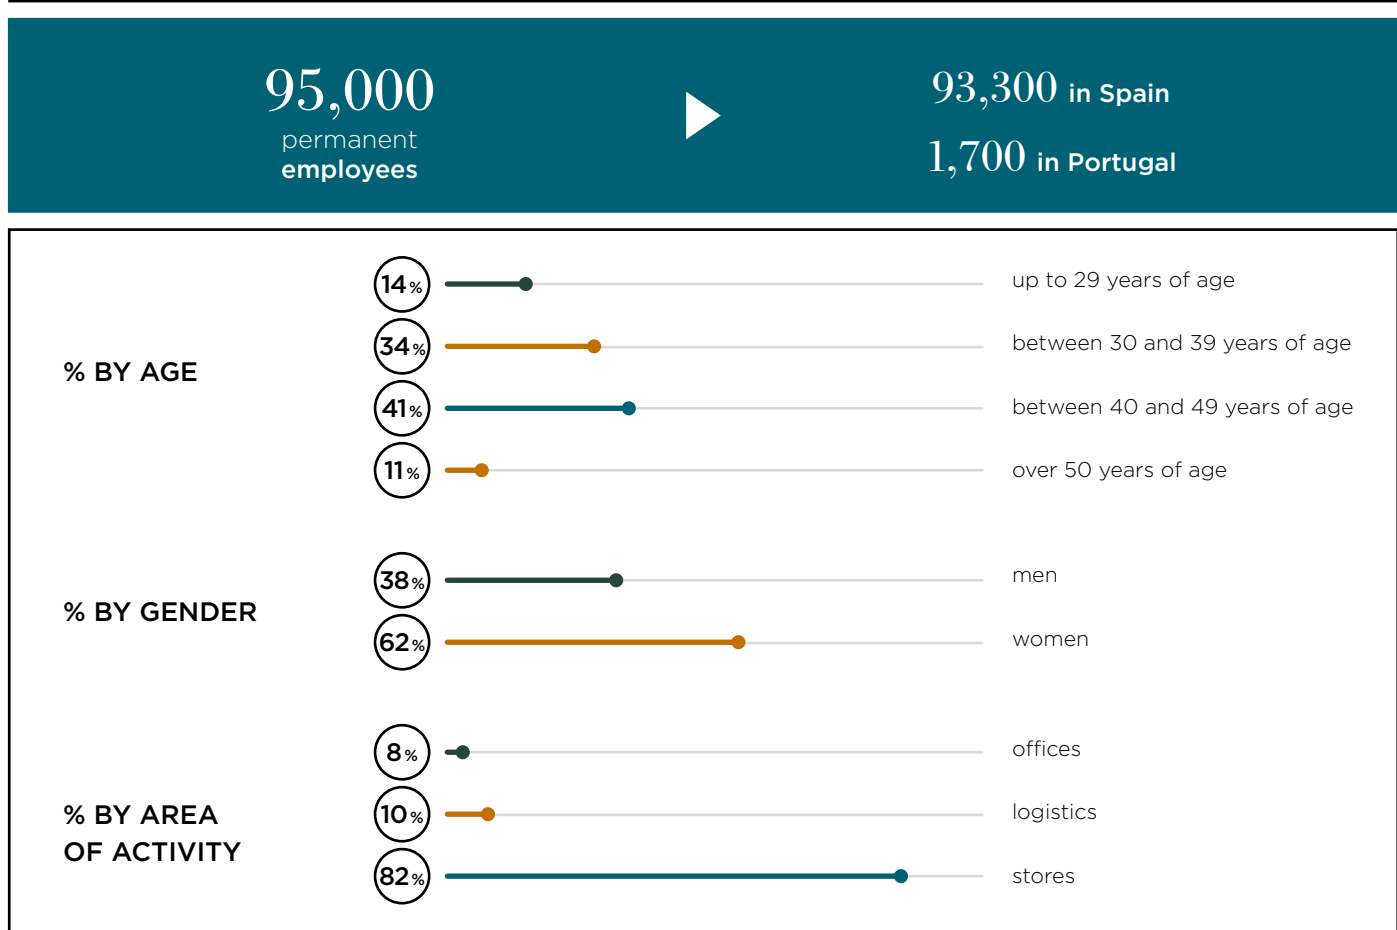 95,000
permanent
employees
93,300 in Spain
1,700 in Portugal
% BY AGE
14% up to 29 years of age
34% between 30 and 39 years of age
41% between 40 and 49 years of age
11% over 50 years of age
% BY GENDER
38% men
62% women
% BY AREA
OF ACTIVITY
8% offices
10% logistics
82% stores